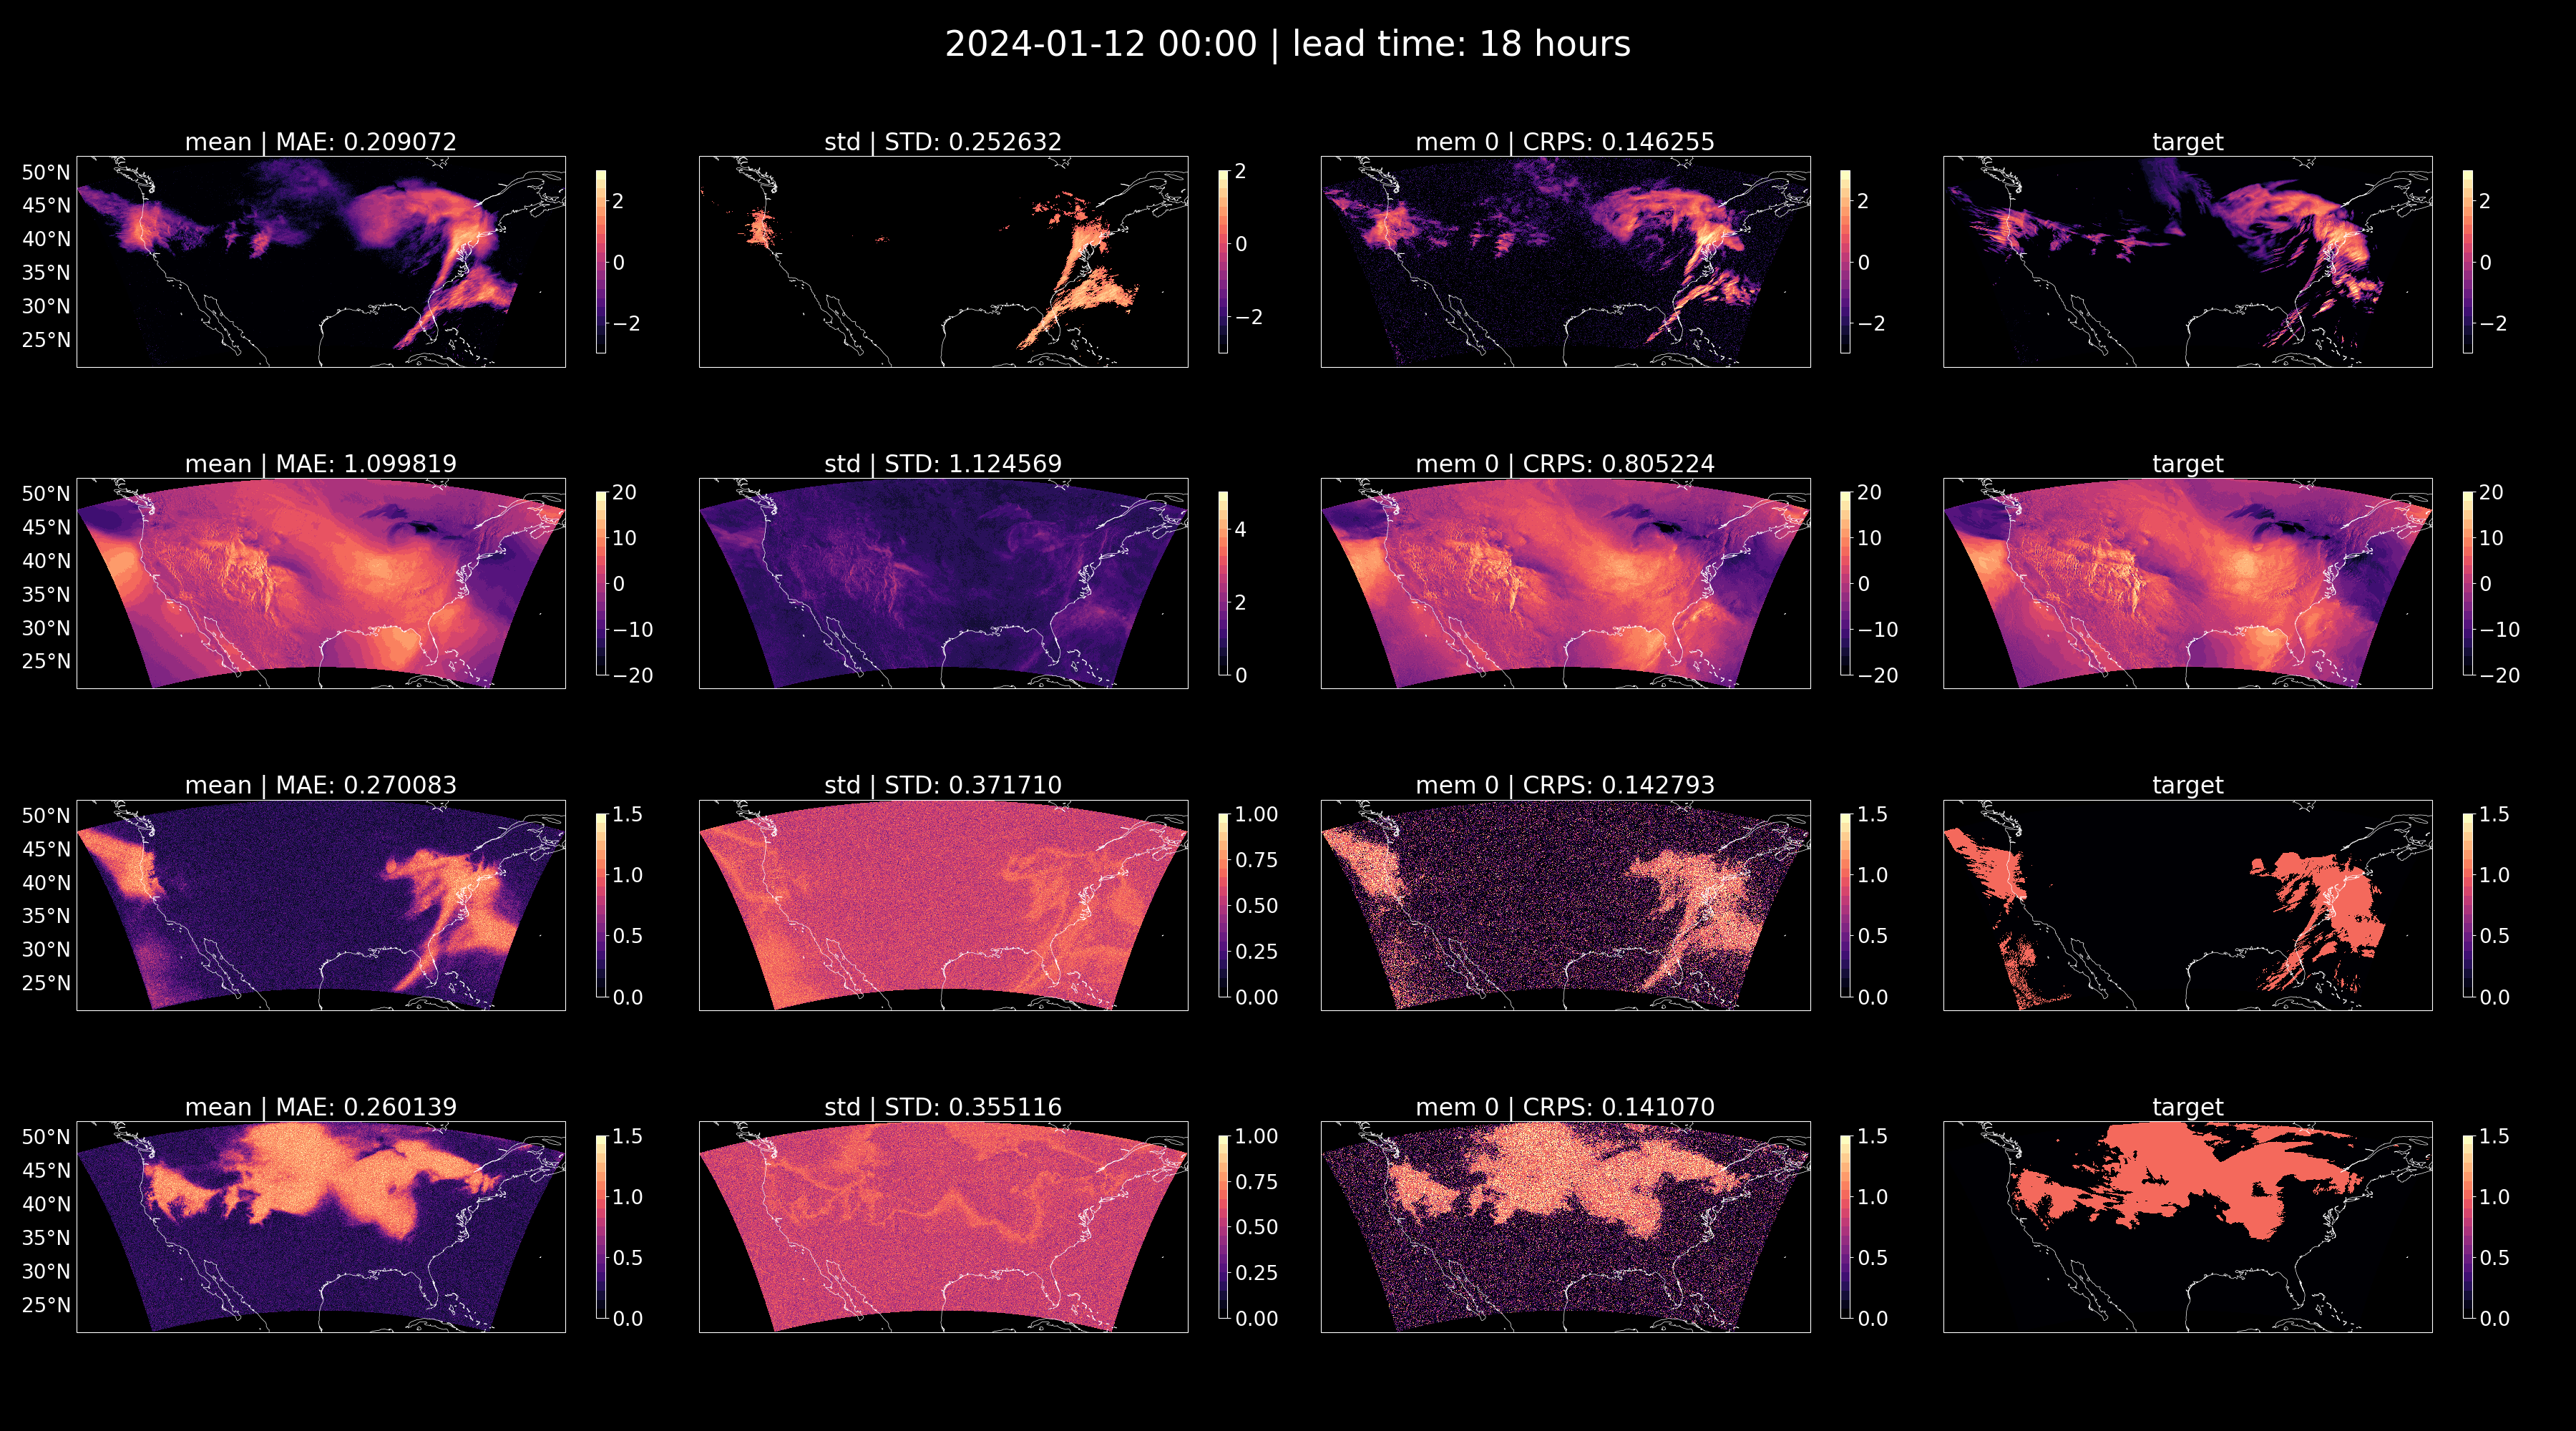 2024-01-12 00:00 | lead time: 18 hours
mean | MAE: 0.209072
std | STD: 0.252632
mem 0 | CRPS: 0.146255
target
50°N
45°N
40°N
35°N
30°N
25°N
2
0
−2
2
0
−2
2
0
−2
2
0
−2
mean | MAE: 1.099819
std | STD: 1.124569
mem 0 | CRPS: 0.805224
target
50°N
45°N
40°N
35°N
30°N
25°N
20
10
0
−10
−20
4
2
0
20
10
0
−10
−20
20
10
0
−10
−20
mean | MAE: 0.270083
std | STD: 0.371710
mem 0 | CRPS: 0.142793
target
50°N
45°N
40°N
35°N
30°N
25°N
1.5
1.0
0.5
0.0
1.00
0.75
0.50
0.25
0.00
1.5
1.0
0.5
0.0
1.5
1.0
0.5
0.0
mean | MAE: 0.260139
std | STD: 0.355116
mem 0 | CRPS: 0.141070
target
50°N
45°N
40°N
35°N
30°N
25°N
1.5
1.0
0.5
0.0
1.00
0.75
0.50
0.25
0.00
1.5
1.0
0.5
0.0
1.5
1.0
0.5
0.0